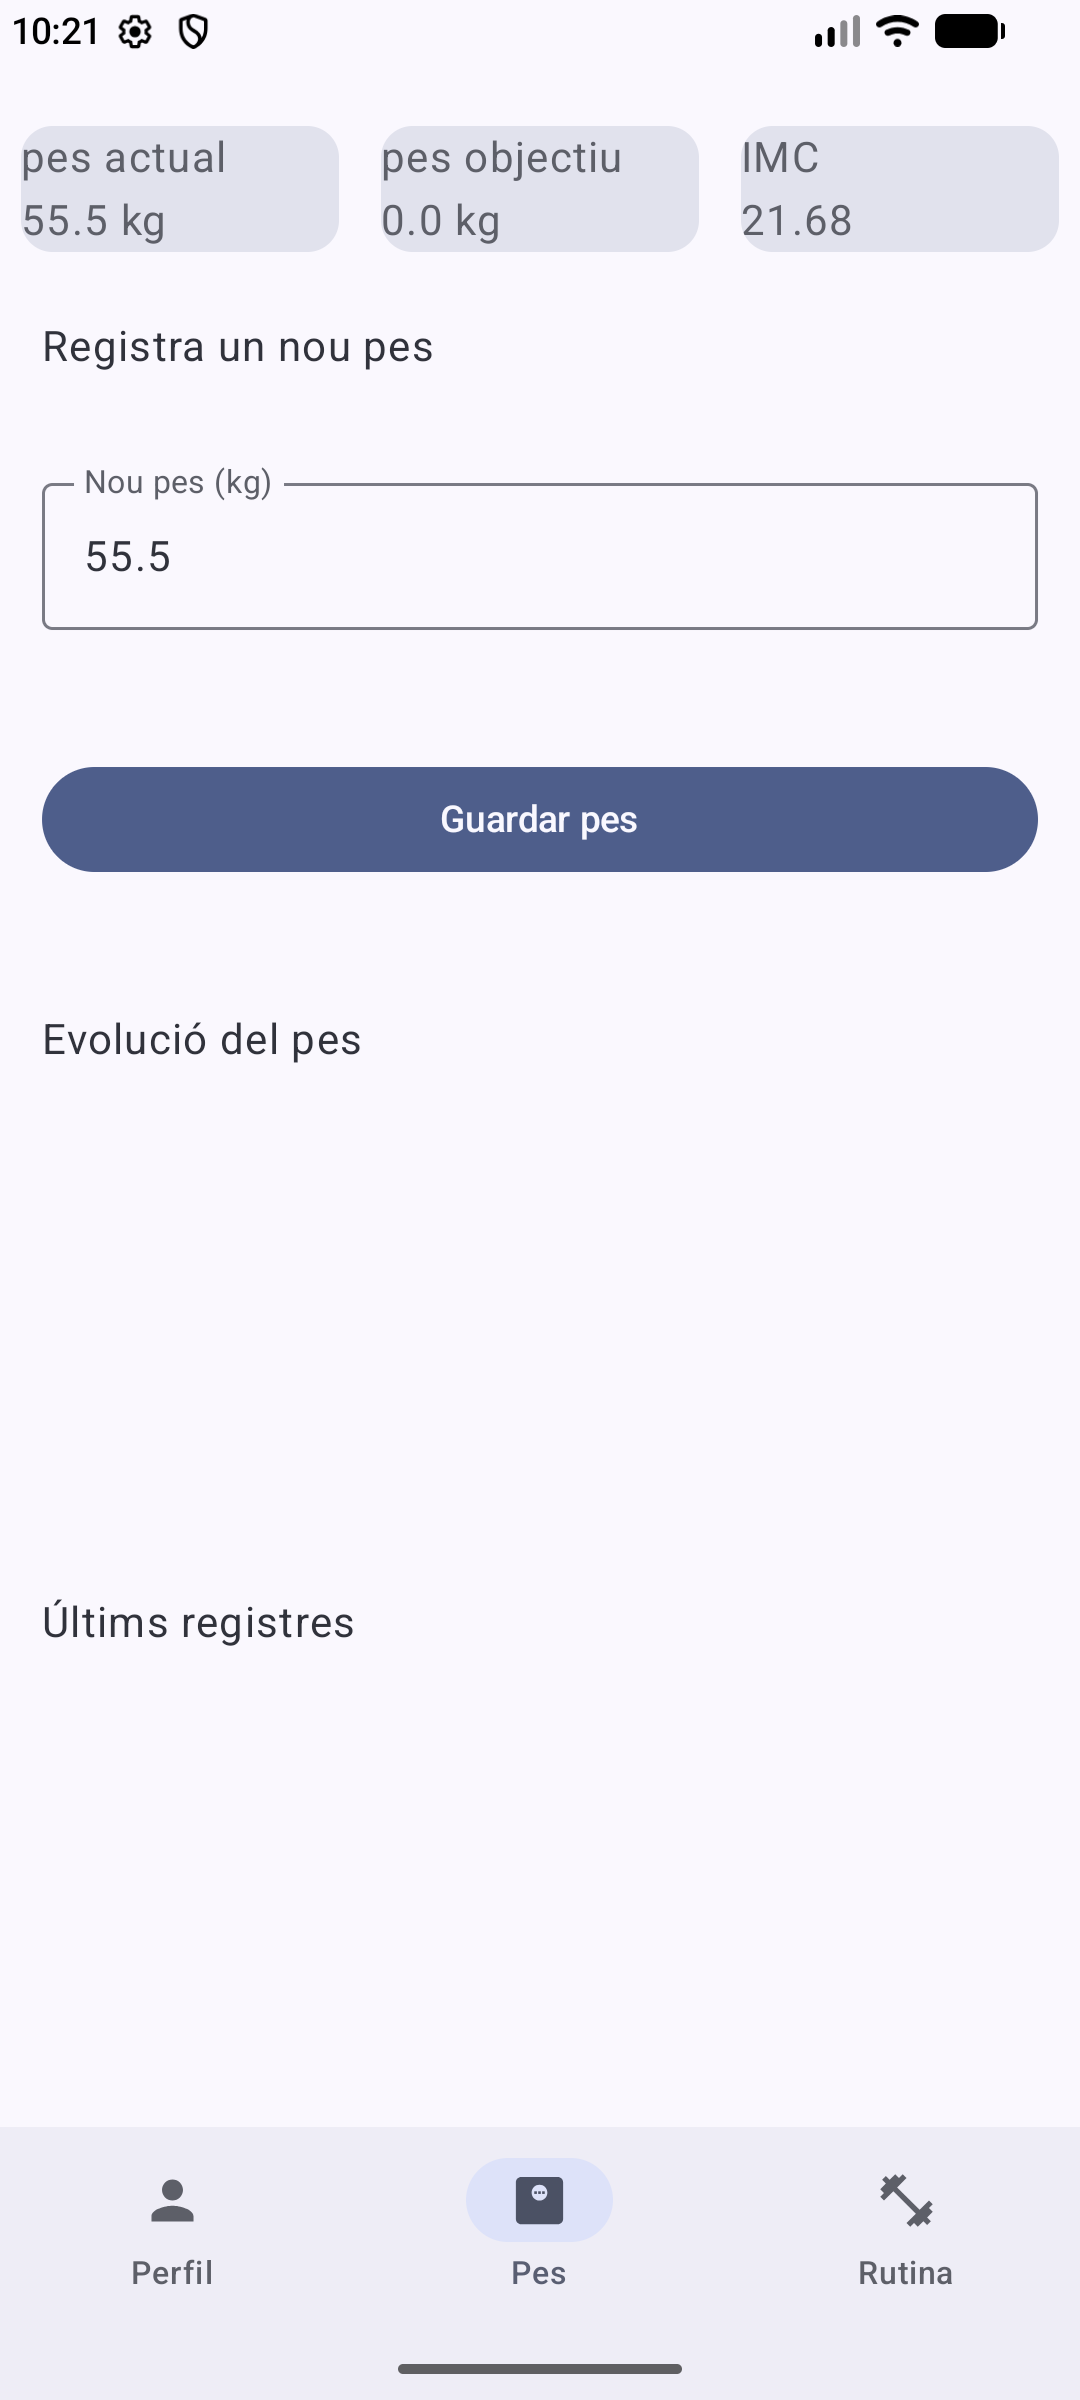 10:21
pes actual
55.5 kg
pes objectiu
0.0 kg
IMC
21.68
Registra un nou pes
Nou pes (kg)
55.5
Guardar pes
Evolució del pes
Últims registres
Perfil
Pes
Rutina